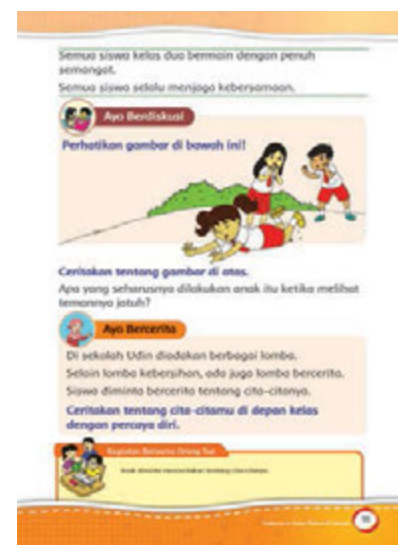 Semua siswa kelas dua bermain dengan penuh
semangat.
Semua siswa selalu menjaga kebersamaan.
Ayo Berdiskusi
Perhatikan gambar di bawah ini!
Ceritakan tentang gambar di atas.
Apa yang seharusnya dilakukan anak itu ketika melihat
temannya jatuh?
Ayo Bercerita
Di sekolah Udin diadakan berbagai lomba.
Selain lomba kebersihan, ada juga lomba bercerita.
Siswa diminta bercerita tentang cita-citanya.
Ceritakan tentang cita-citamu di depan kelas
dengan percaya diri.
Kegiatan Bersama Orang Tua
Anak diminta menceritakan tentang cita-citanya.